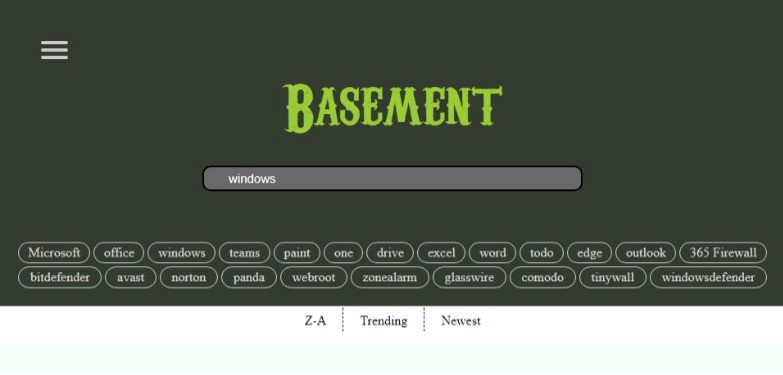 Basement
windows
Microsoft office windows teams paint one drive excel word todo edge outlook 365 Firewall
bitdefender avast norton panda webroot zonealarm glasswire comodo tinywall windowsdefender
Z-A Trending Newest